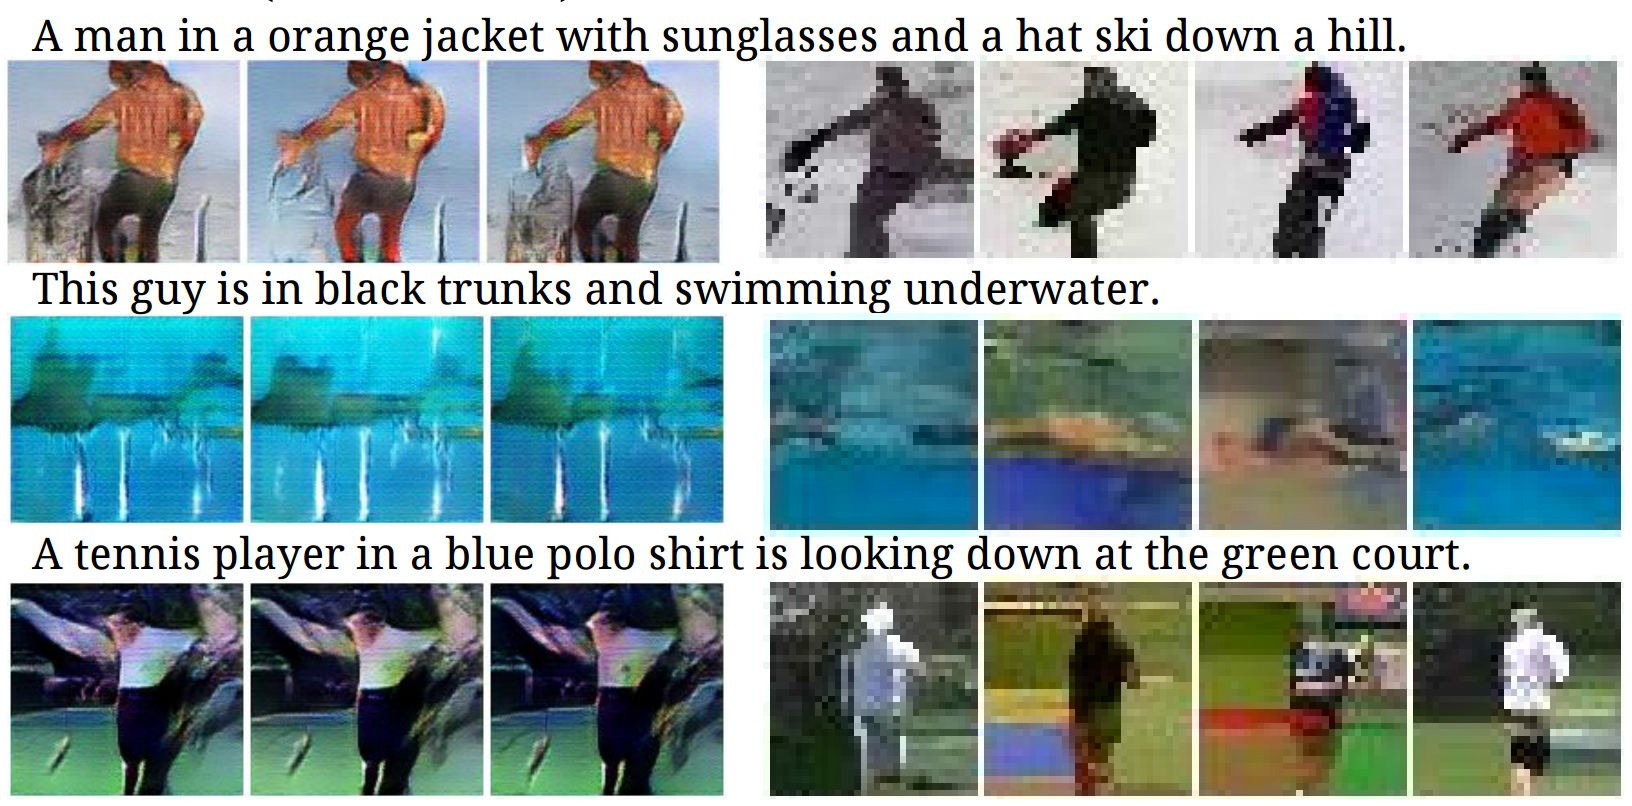 A man in a orange jacket with sunglasses and a hat ski down a hill.
This guy is in black trunks and swimming underwater.
A tennis player in a blue polo shirt is looking down at the green court.